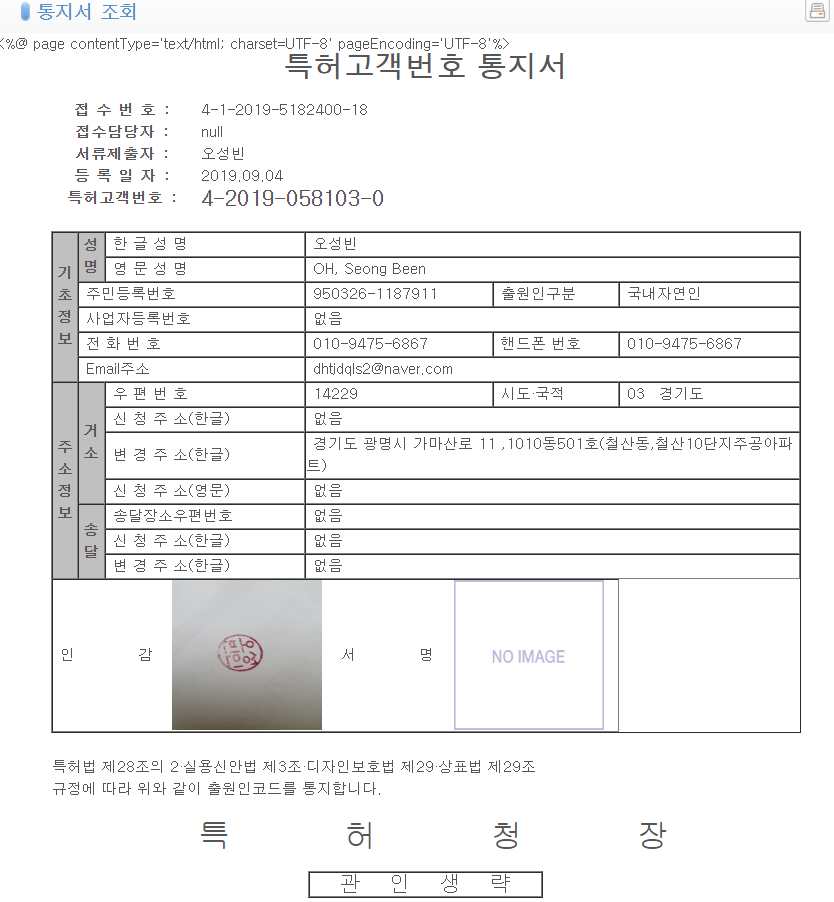 통지서 조회
<%@ page contentType='text/html; charset=UTF-8' pageEncoding='UTF-8'%>
특허고객번호 통지서
접 수 번 호 : 4-1-2019-5182400-18
접수담당자 : null
서류제출자 : 오성빈
등 록 일 자 : 2019.09.04
특허고객번호 : 4-2019-058103-0
기초정보
성명
한 글 성 명 오성빈
영 문 성 명 OH, Seong Been
주민등록번호 950326-1187911 출원인구분 국내자연인
사업자등록번호 없음
전 화 번 호 010-9475-6867 핸드폰 번호 010-9475-6867
Email주소 dhtjdqls2@naver.com
주소정보
거소
우 편 번 호 14229 시도·국적 03 경기도
신 청 주 소(한글) 없음
변 경 주 소(한글) 경기도 광명시 가마산로 11 ,1010동501호(철산동,철산10단지주공아파
트)
신 청 주 소(영문) 없음
송달
송달장소우편번호 없음
신 청 주 소(한글) 없음
변 경 주 소(한글) 없음
인 감 서 명 NO IMAGE
특허법 제28조의 2·실용신안법 제3조·디자인보호법 제29·상표법 제29조
규정에 따라 위와 같이 출원인코드를 통지합니다.
특 허 청 장
관 인 생 략